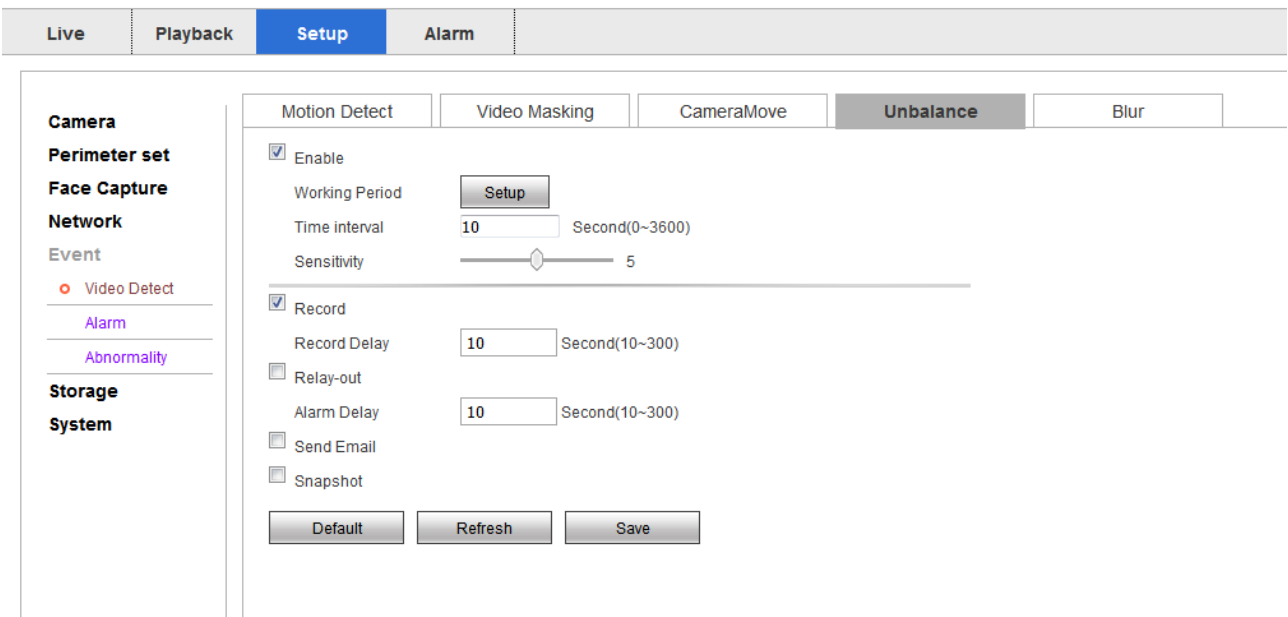 Live Playback Setup Alarm
Camera
Perimeter set
Face Capture
Network
Event
Video Detect
Alarm
Abnormality
Storage
System
Motion Detect Video Masking CameraMove Unbalance Blur
Enable
Working Period Setup
Time interval 10 Second(0~3600)
Sensitivity 5
Record
Record Delay 10 Second(10~300)
Relay-out
Alarm Delay 10 Second(10~300)
Send Email
Snapshot
Default Refresh Save